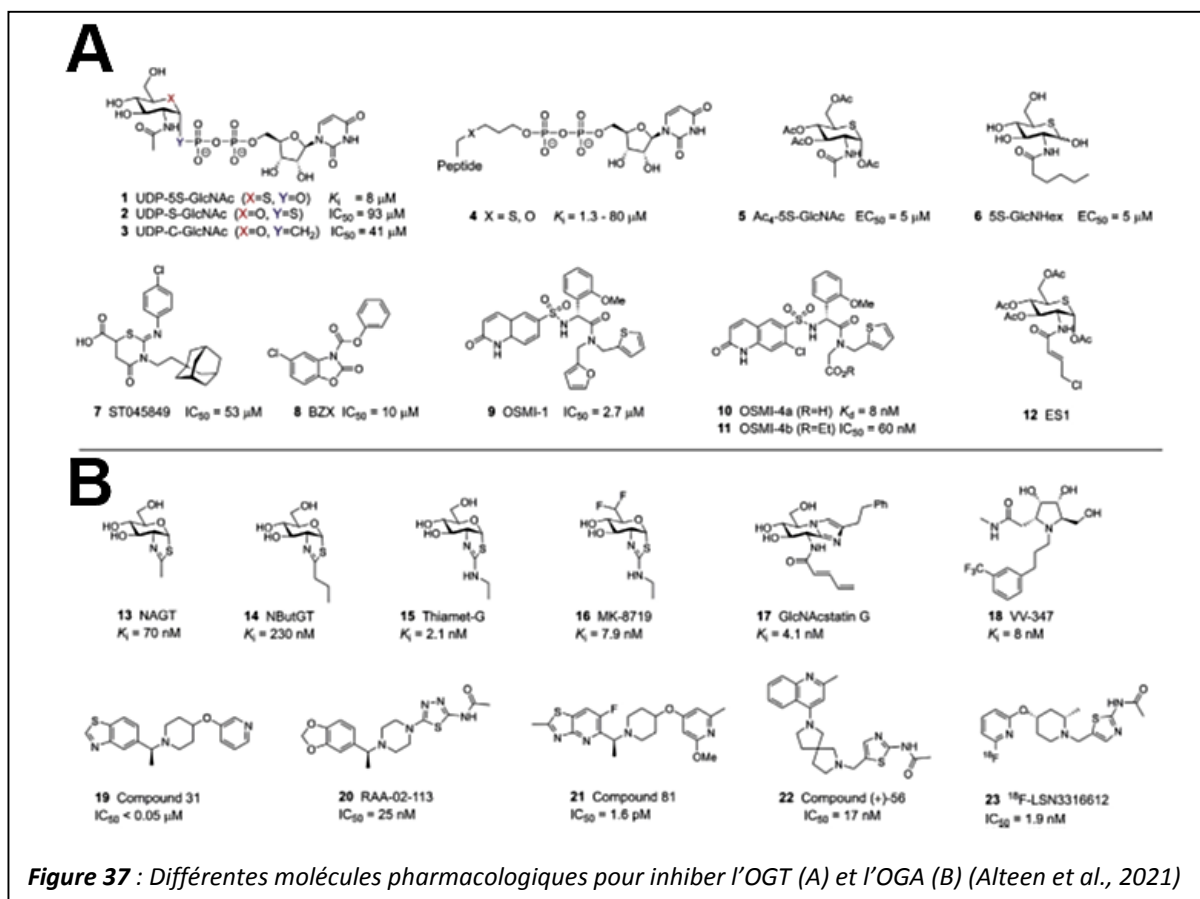 A
1 UDP-5S-GlcNAc (X=S, Y=O) Ki = 8 μM
2 UDP-S-GlcNAc (X=O, Y=S) IC50 = 93 μM
3 UDP-C-GlcNAc (X=O, Y=CH2) IC50 = 41 μM
Peptide
4 X = S, O Ki = 1.3 - 80 μM
5 Ac4-5S-GlcNAc EC50 = 5 μM
6 5S-GlcNHex EC50 = 5 μM
7 ST045849 IC50 = 53 μM
8 BZX IC50 = 10 μM
9 OSMI-1 IC50 = 2.7 μM
10 OSMI-4a (R=H) Kd = 8 nM
11 OSMI-4b (R=Et) IC50 = 60 nM
12 ES1
B
13 NAGT
Ki = 70 nM
14 NButGT
Ki = 230 nM
15 Thiamet-G
Ki = 2.1 nM
16 MK-8719
Ki = 7.9 nM
17 GlcNAcstatin G
Ki = 4.1 nM
18 VV-347
Ki = 8 nM
19 Compound 31
IC50 < 0.05 μM
20 RAA-02-113
IC50 = 25 nM
21 Compound 81
IC50 = 1.6 pM
22 Compound (+)-56
IC50 = 17 nM
23 18F-LSN3316612
IC50 = 1.9 nM
Figure 37 : Différentes molécules pharmacologiques pour inhiber l’OGT (A) et l’OGA (B) (Alteen et al., 2021)